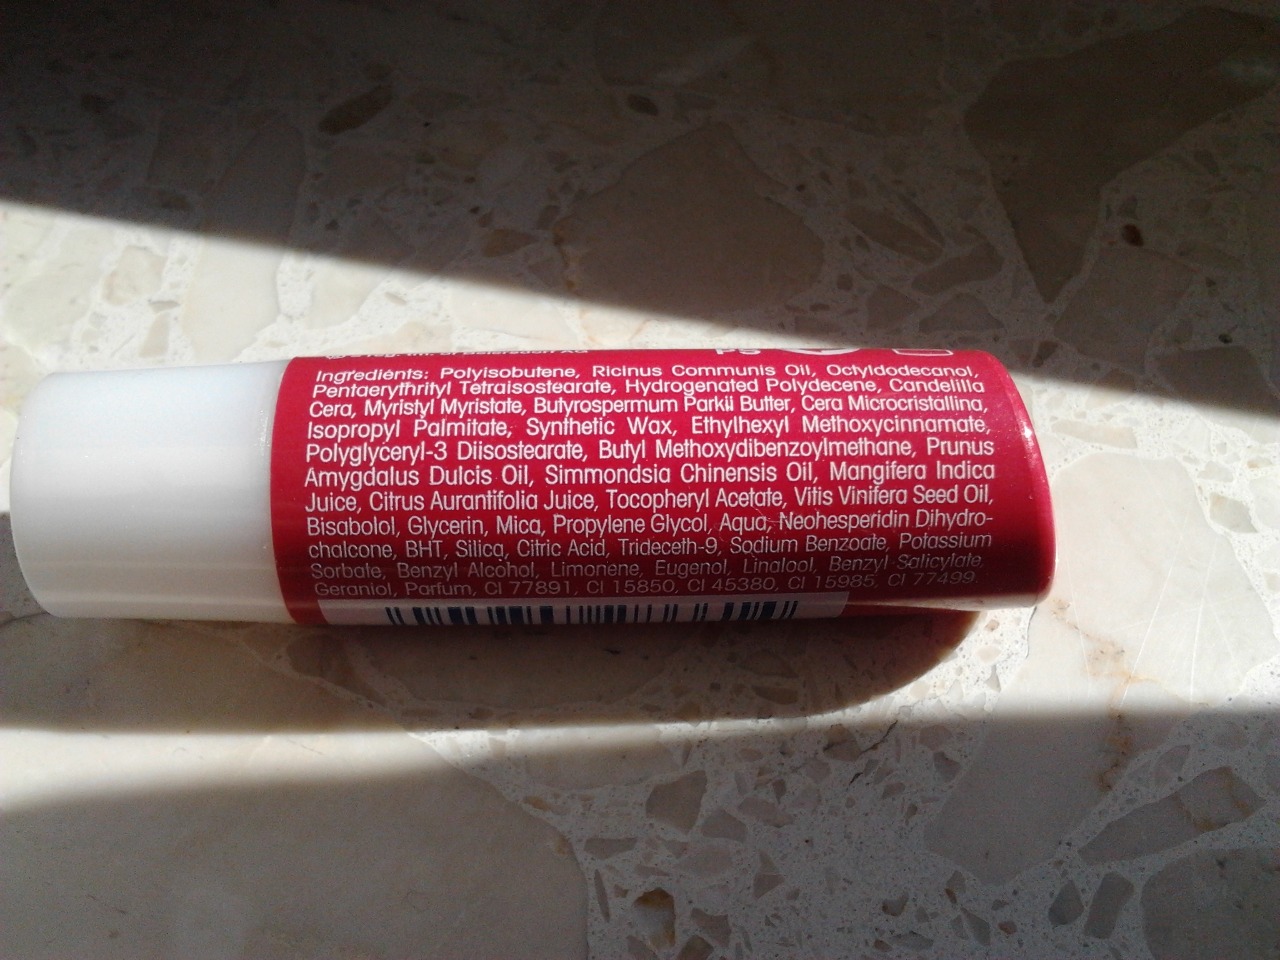 PS
Ingredients: Polyisobutene, Ricinus Communis Oil, Octyldodecanol,
Pentaerythrityl Tetraisostearate, Hydrogenated Polydecene, Candelilla
Cera, Myristyl Myristate, Butyrospermum Parkii Butter, Cera Microcristallina,
Isopropyl Palmitate, Synthetic Wax, Ethylhexyl Methoxycinnamate,
Polyglyceryl-3 Diisostearate, Butyl Methoxydibenzoylmethane, Prunus
Amygdalus Dulcis Oil, Simmondsia Chinensis Oil, Mangifera Indica
Juice, Citrus Aurantifolia Juice, Tocopheryl Acetate, Vitis Vinifera Seed Oil,
Bisabolol, Glycerin, Mica, Propylene Glycol, Aqua, Neohesperidin Dihydro-
chalcone, BHT, Silica, Citric Acid, Trideceth-9, Sodium Benzoate, Potassium
Sorbate, Benzyl Alcohol, Limonene, Eugenol, Linalool, Benzyl Salicylate,
Geraniol, Parfum, CI 77891, CI 15850, CI 45380, CI 15985, CI 77499.